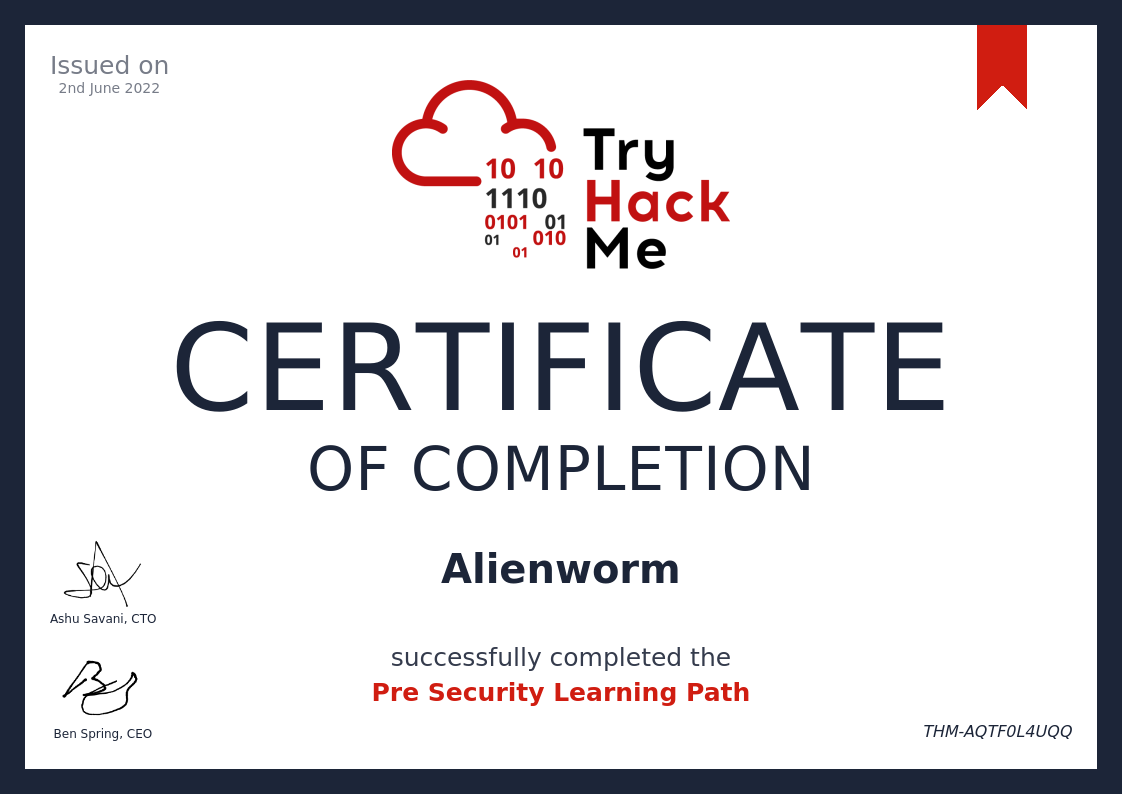 Issued on
2nd June 2022
10 10
1110
0101 01
01 010
01
Try
Hack
Me
CERTIFICATE
OF COMPLETION
Alienworm
Ashu Savani, CTO
successfully completed the
Pre Security Learning Path
Ben Spring, CEO
THM-AQTF0L4UQQ